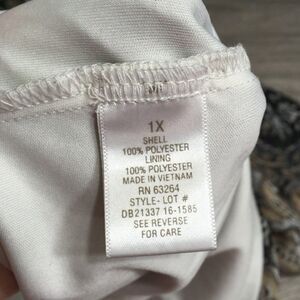 1X
SHELL
100% POLYESTER
LINING
100% POLYESTER
MADE IN VIETNAM
RN 63264
STYLE- LOT #
DB21337 16-1585
SEE REVERSE
FOR CARE